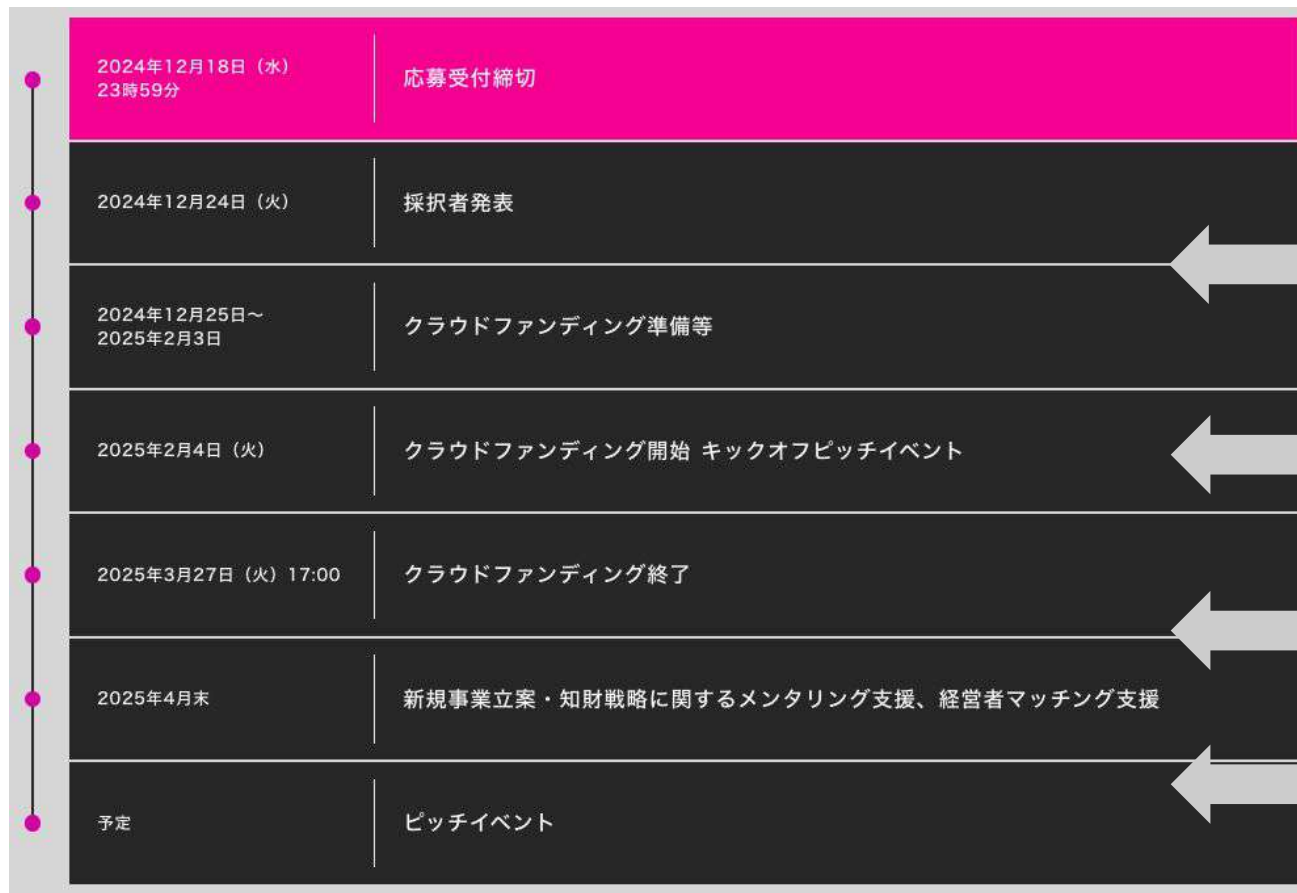 2024年12月18日（水）
23時59分
応募受付締切
2024年12月24日（火）
採択者発表
2024年12月25日～
2025年2月3日
クラウドファンディング準備等
2025年2月4日（火）
クラウドファンディング開始 キックオフピッチイベント
2025年3月27日（火）17:00
クラウドファンディング終了
2025年4月末
新規事業立案・知財戦略に関するメンタリング支援、経営者マッチング支援
予定
ピッチイベント